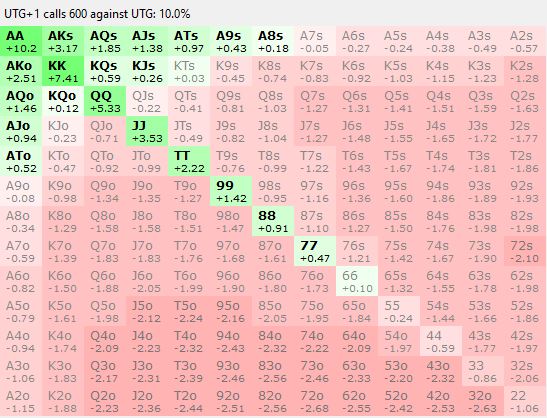 UTG+1 calls 600 against UTG: 10.0%
AA AKs AQs AJs ATs A9s A8s A7s A6s A5s A4s A3s A2s
+10.2 +3.17 +1.85 +1.38 +0.97 +0.43 +0.18 -0.05 -0.27 -0.24 -0.38 -0.49 -0.57
AKo KK KQs KJs KTs K9s K8s K7s K6s K5s K4s K3s K2s
+2.51 +7.41 +0.59 +0.26 +0.03 -0.45 -0.74 -0.83 -0.92 -1.03 -1.15 -1.23 -1.28
AQo KQo QQ QJs QTs Q9s Q8s Q7s Q6s Q5s Q4s Q3s Q2s
+1.46 +0.12 +5.33 -0.22 -0.41 -0.81 -1.03 -1.27 -1.31 -1.41 -1.51 -1.59 -1.63
AJo KJo QJo JJ JTs J9s J8s J7s J6s J5s J4s J3s J2s
+0.94 -0.23 -0.71 +3.53 -0.49 -0.82 -1.04 -1.27 -1.48 -1.55 -1.65 -1.72 -1.77
ATo KTo QTo JTo TT T9s T8s T7s T6s T5s T4s T3s T2s
+0.52 -0.47 -0.92 -0.99 +2.22 -0.76 -0.99 -1.22 -1.43 -1.67 -1.74 -1.81 -1.86
A9o K9o Q9o J9o T9o 99 98s 97s 96s 95s 94s 93s 92s
-0.08 -0.98 -1.34 -1.35 -1.27 +1.42 -0.95 -1.16 -1.36 -1.60 -1.86 -1.89 -1.93
A8o K8o Q8o J8o T8o 98o 88 87s 86s 85s 84s 83s 82s
-0.34 -1.29 -1.58 -1.58 -1.51 -1.47 +0.91 -1.10 -1.27 -1.50 -1.76 -1.98 -1.98
A7o K7o Q7o J7o T7o 97o 87o 77 76s 75s 74s 73s 72s
-0.59 -1.39 -1.83 -1.83 -1.76 -1.68 -1.61 +0.47 -1.21 -1.42 -1.67 -1.90 -2.10
A6o K6o Q6o J6o T6o 96o 86o 76o 66 65s 64s 63s 62s
-0.82 -1.50 -1.88 -2.05 -1.99 -1.90 -1.80 -1.73 +0.10 -1.32 -1.55 -1.78 -1.98
A5o K5o Q5o J5o T5o 95o 85o 75o 65o 55 54s 53s 52s
-0.79 -1.61 -1.98 -2.12 -2.24 -2.16 -2.05 -1.95 -1.84 -0.24 -1.44 -1.66 -1.86
A4o K4o Q4o J4o T4o 94o 84o 74o 64o 54o 44 43s 42s
-0.94 -1.74 -2.09 -2.23 -2.32 -2.43 -2.32 -2.22 -2.09 -1.97 -0.59 -1.77 -1.97
A3o K3o Q3o J3o T3o 93o 83o 73o 63o 53o 43o 33 32s
-1.06 -1.83 -2.17 -2.31 -2.39 -2.46 -2.56 -2.46 -2.33 -2.20 -2.32 -0.86 -2.06
A2o K2o Q2o J2o T2o 92o 82o 72o 62o 52o 42o 32o 22
-1.15 -1.88 -2.23 -2.36 -2.44 -2.51 -2.56 -2.68 -2.55 -2.42 -2.53 -2.63 1.06